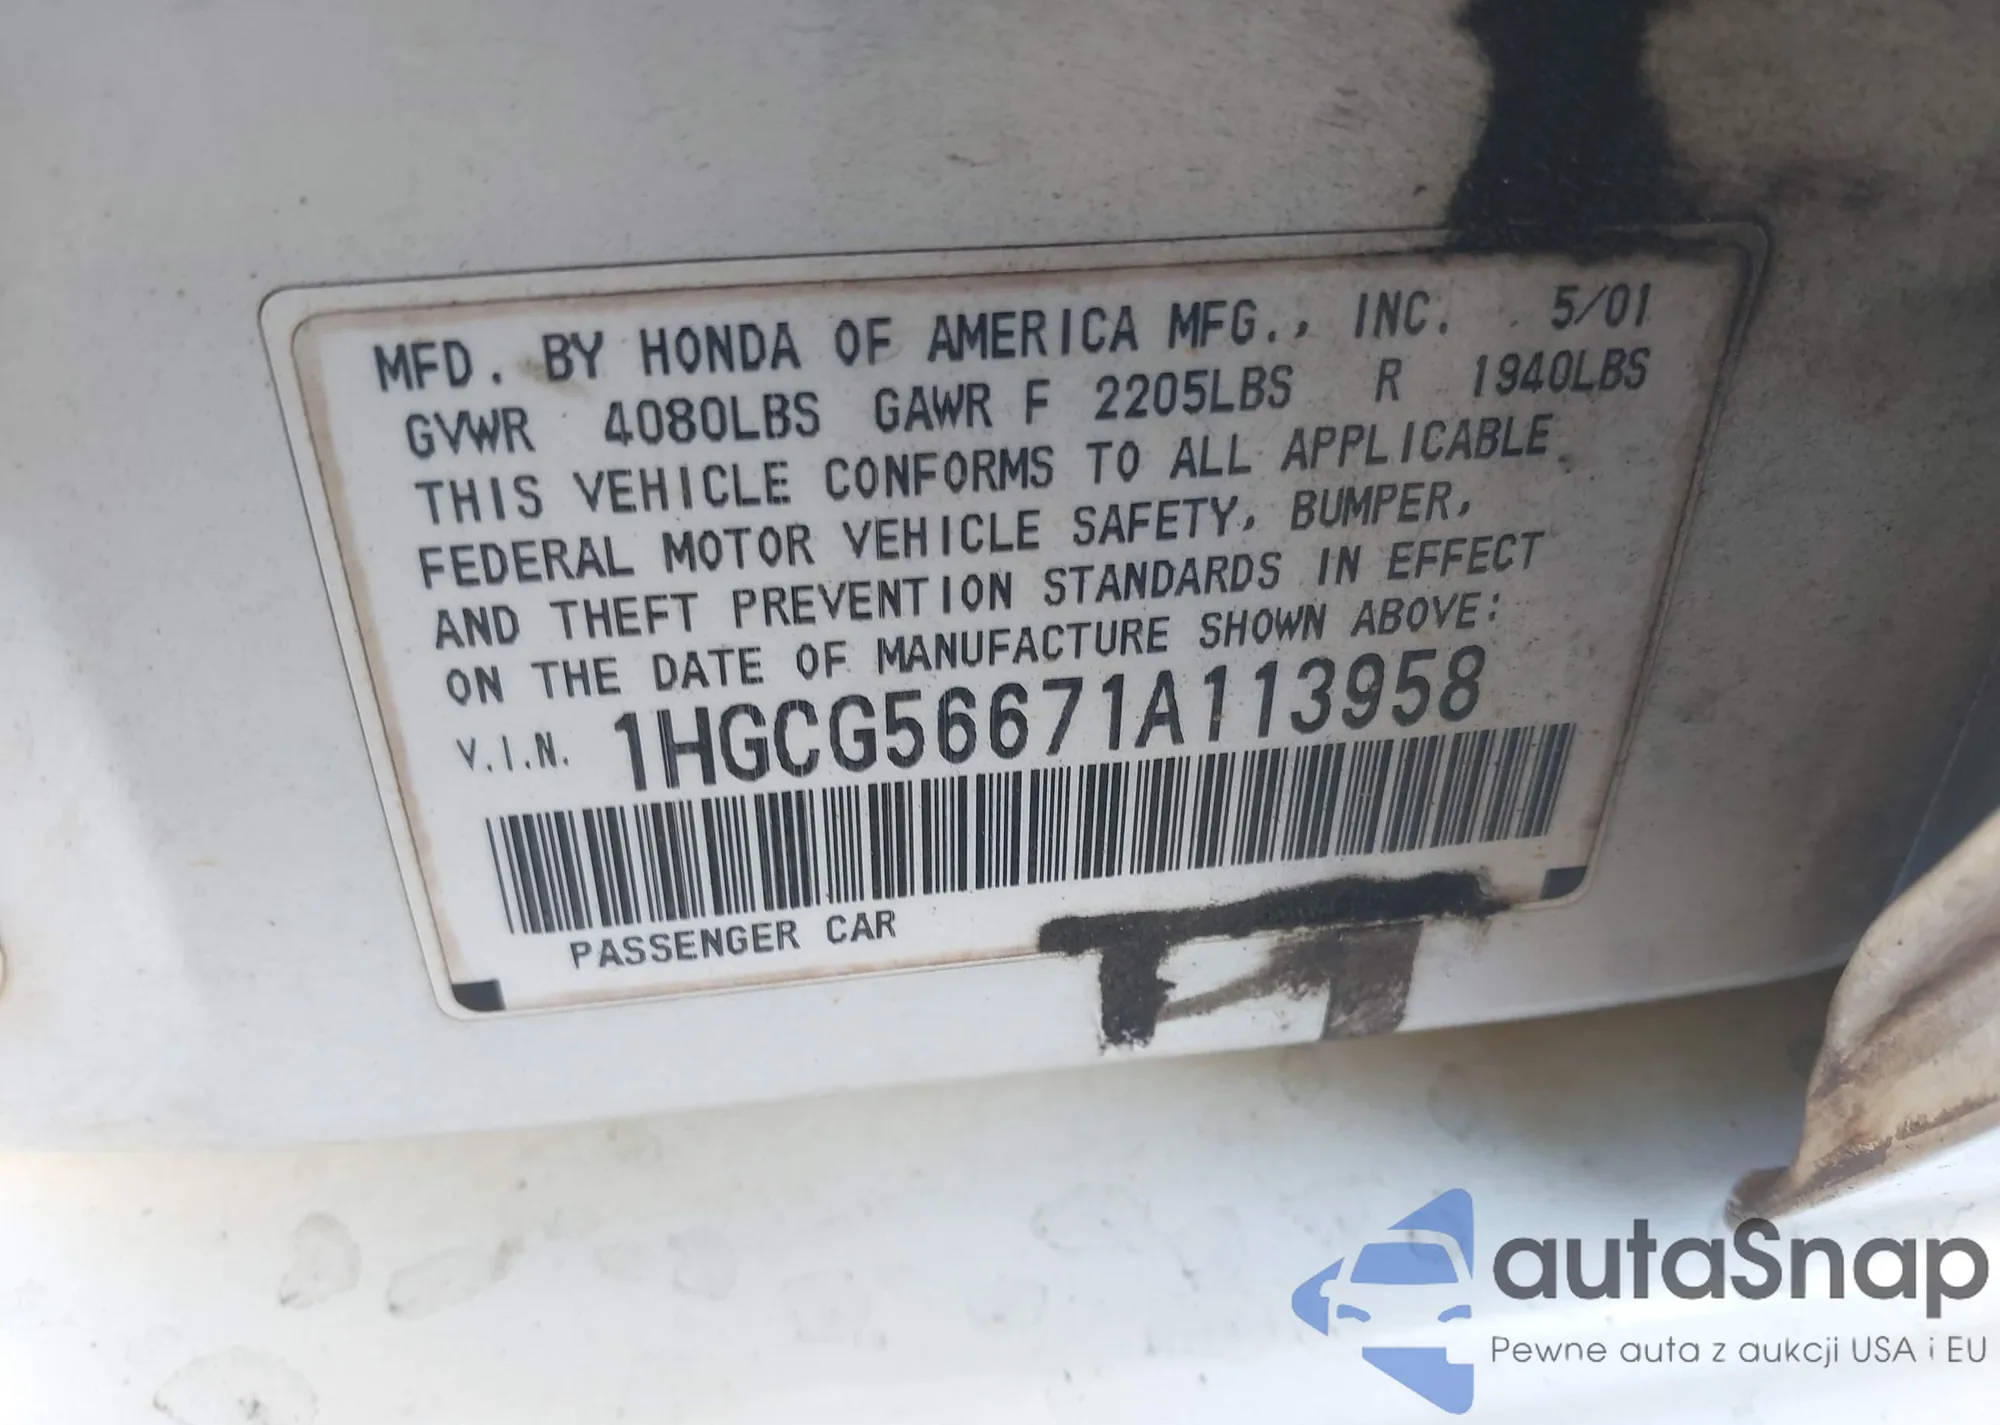 MFD. BY HONDA OF AMERICA MFG., INC. 5/01
GVWR 4080LBS GAWR F 2205LBS R 1940LBS
THIS VEHICLE CONFORMS TO ALL APPLICABLE
FEDERAL MOTOR VEHICLE SAFETY, BUMPER,
AND THEFT PREVENTION STANDARDS IN EFFECT
ON THE DATE OF MANUFACTURE SHOWN ABOVE:
V.I.N. 1HGCG56671A113958
PASSENGER CAR
autaSnap
Pewne auta z aukcji USA i EU